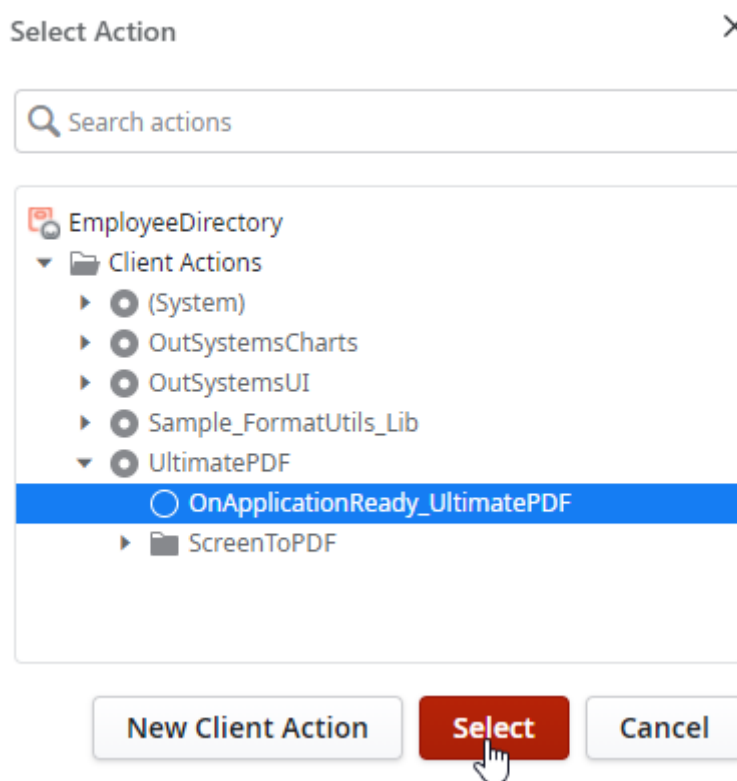 Select Action
Search actions
EmployeeDirectory
Client Actions
(System)
OutSystemsCharts
OutSystemsUI
Sample_FormatUtils_Lib
UltimatePDF
OnApplicationReady_UltimatePDF
ScreenToPDF
New Client Action Select Cancel